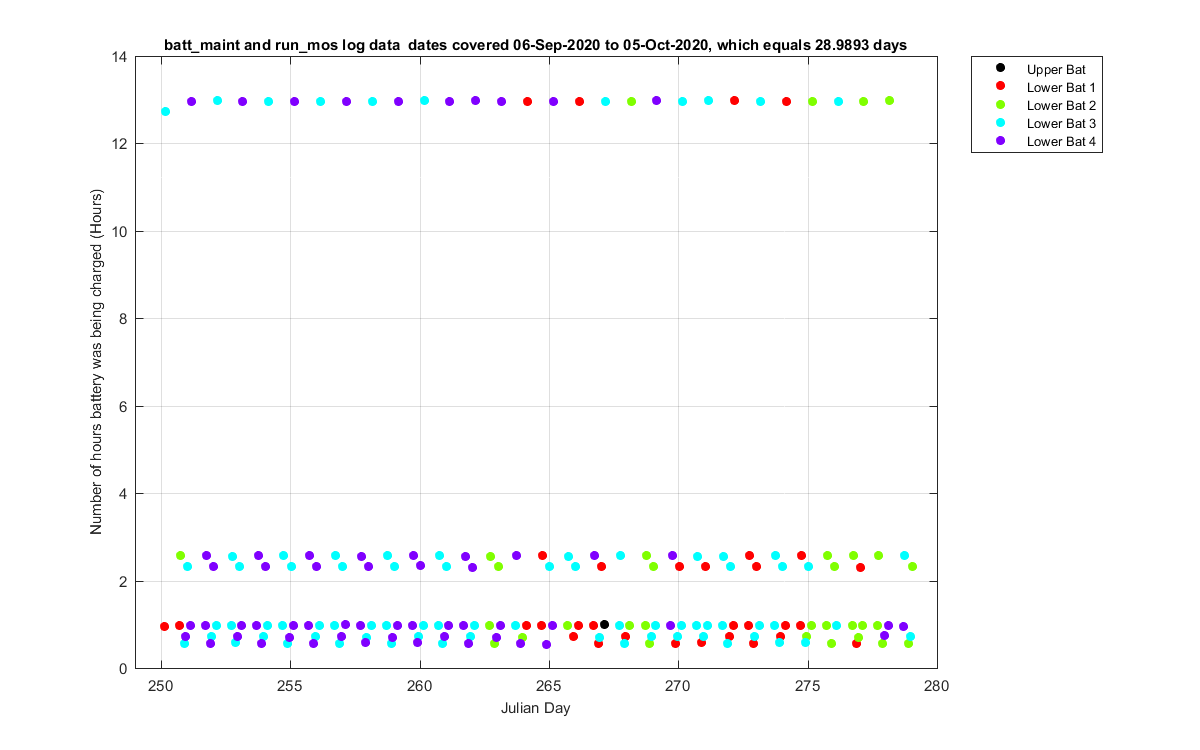 batt_maint and run_mos log data  dates covered 06-Sep-2020 to 05-Oct-2020, which equals 28.9893 days
Upper Bat
Lower Bat 1
Lower Bat 2
Lower Bat 3
Lower Bat 4
Number of hours battery was being charged (Hours)
14
12
10
8
6
4
2
0
250
255
260
265
270
275
280
Julian Day